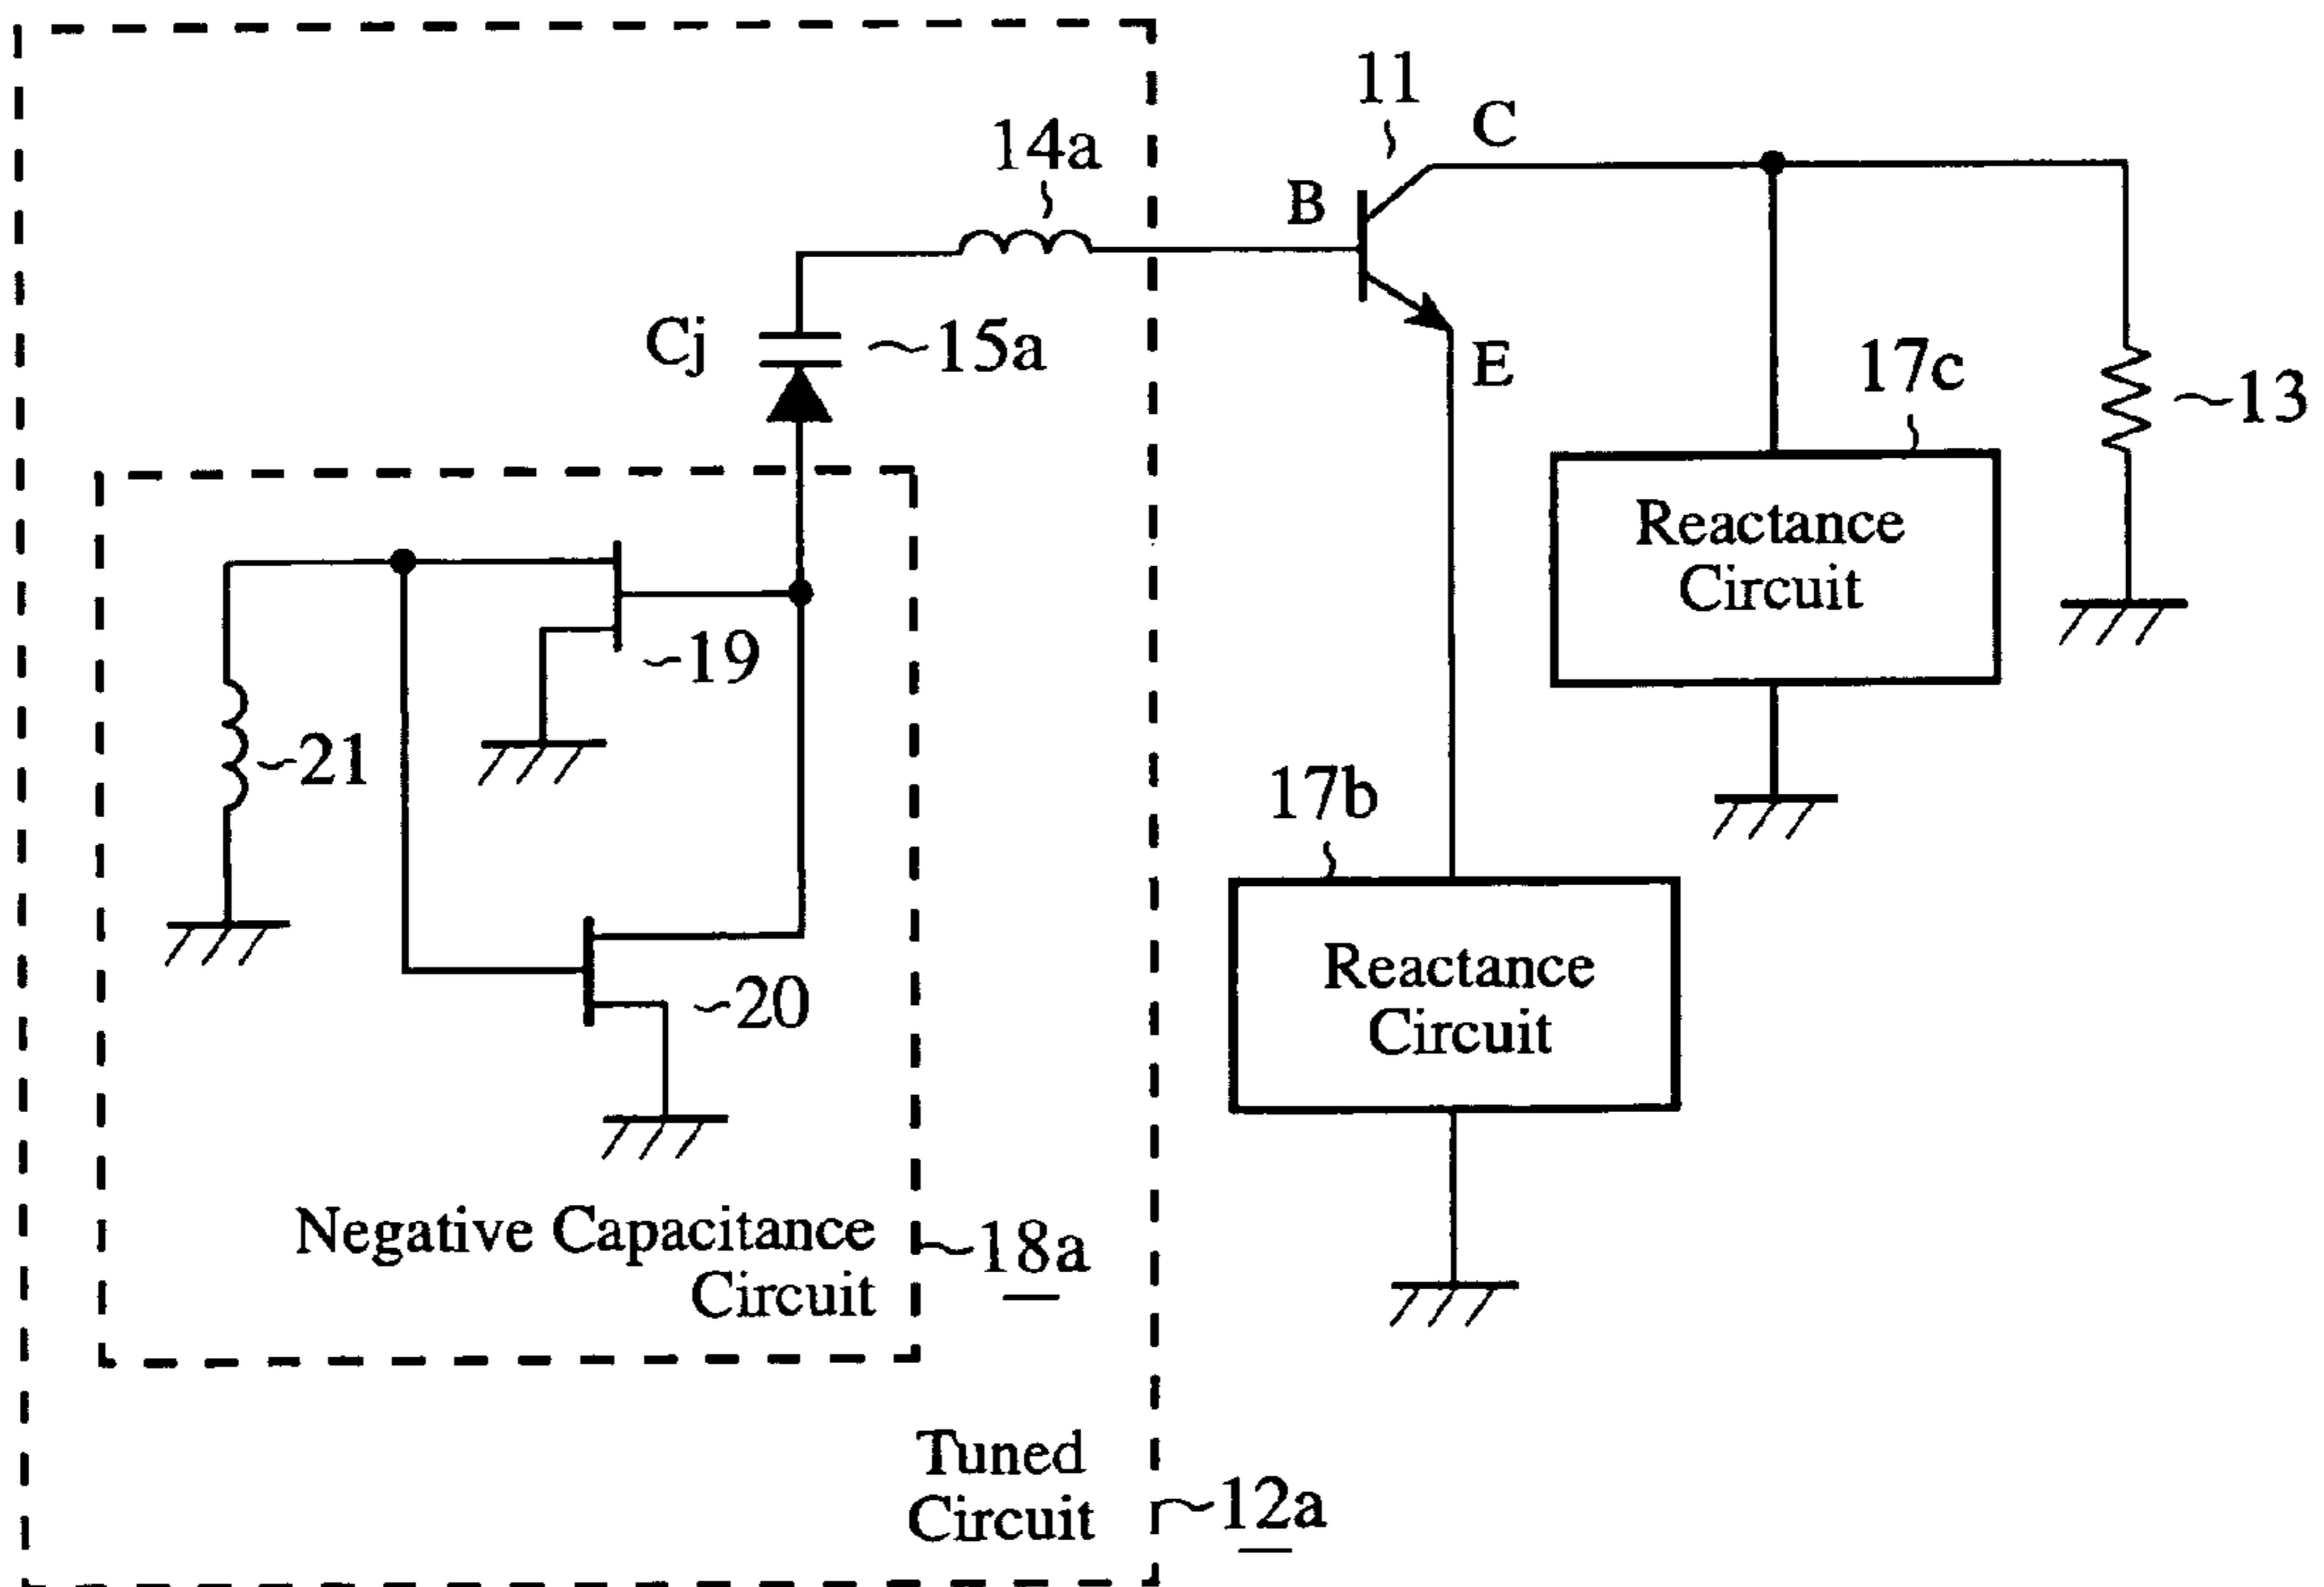 11
C
14a
B
Cj
15a
E
17c
13
Reactance
Circuit
19
21
17b
20
Reactance
Circuit
Negative Capacitance
Circuit
18a
Tuned
Circuit
12a